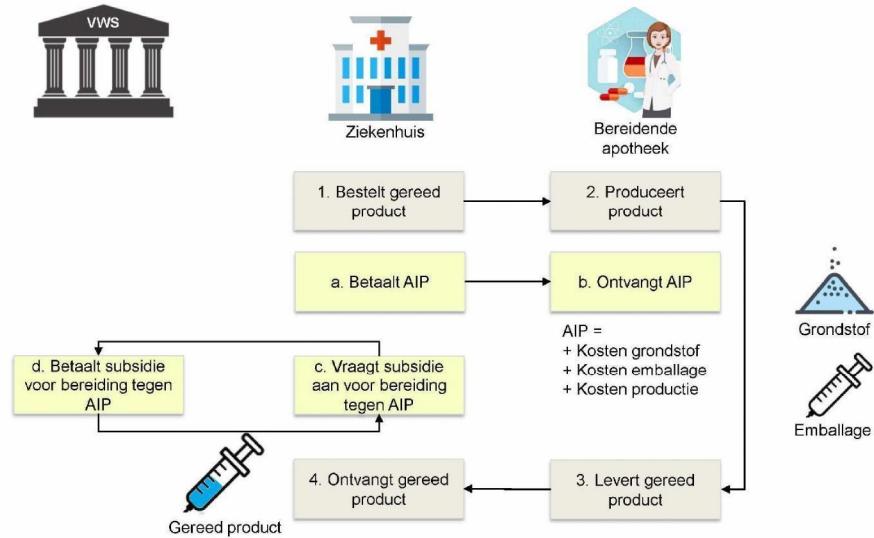 VWS
Ziekenhuis
Bereidende
apotheek
1. Bestelt gereed
product
2. Produceert
product
a. Betaalt AIP
b. Ontvangt AIP
AIP =
+ Kosten grondstof
+ Kosten emballage
+ Kosten productie
Grondstof
d. Betaalt subsidie
voor bereiding tegen
AIP
c. Vraagt subsidie
aan voor bereiding
tegen AIP
Emballage
Gereed product
4. Ontvangt gereed
product
3. Levert gereed
product